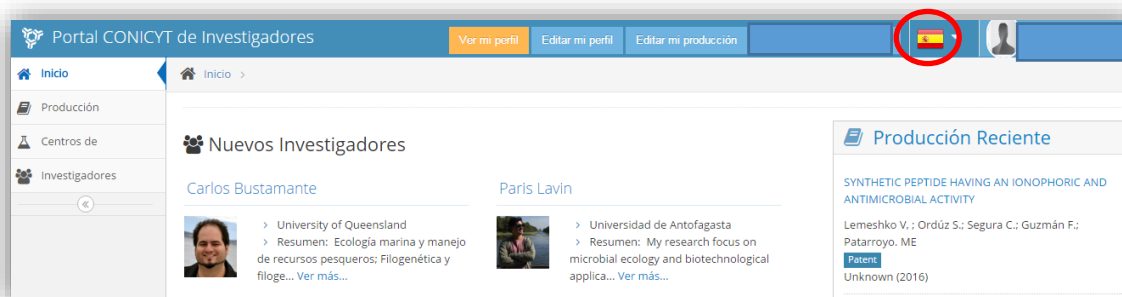 Portal CONICYT de Investigadores
Ver mi perfil
Editar mi perfil
Editar mi producción
Inicio
Producción
Centros de
Investigadores
Inicio >
Nuevos Investigadores
Carlos Bustamante
> University of Queensland
> Resumen: Ecología marina y manejo
de recursos pesqueros; Filogenética y
filoge... Ver más...
Paris Lavin
> Universidad de Antofagasta
> Resumen: My research focus on
microbial ecology and biotechnological
applica... Ver más...
Producción Reciente
SYNTHETIC PEPTIDE HAVING AN IONOPHORIC AND
ANTIMICROBIAL ACTIVITY
Lemeshko V, ; Ordúz S.; Segura C.; Guzmán F.;
Patarroyo. ME
Patent
Unknown (2016)